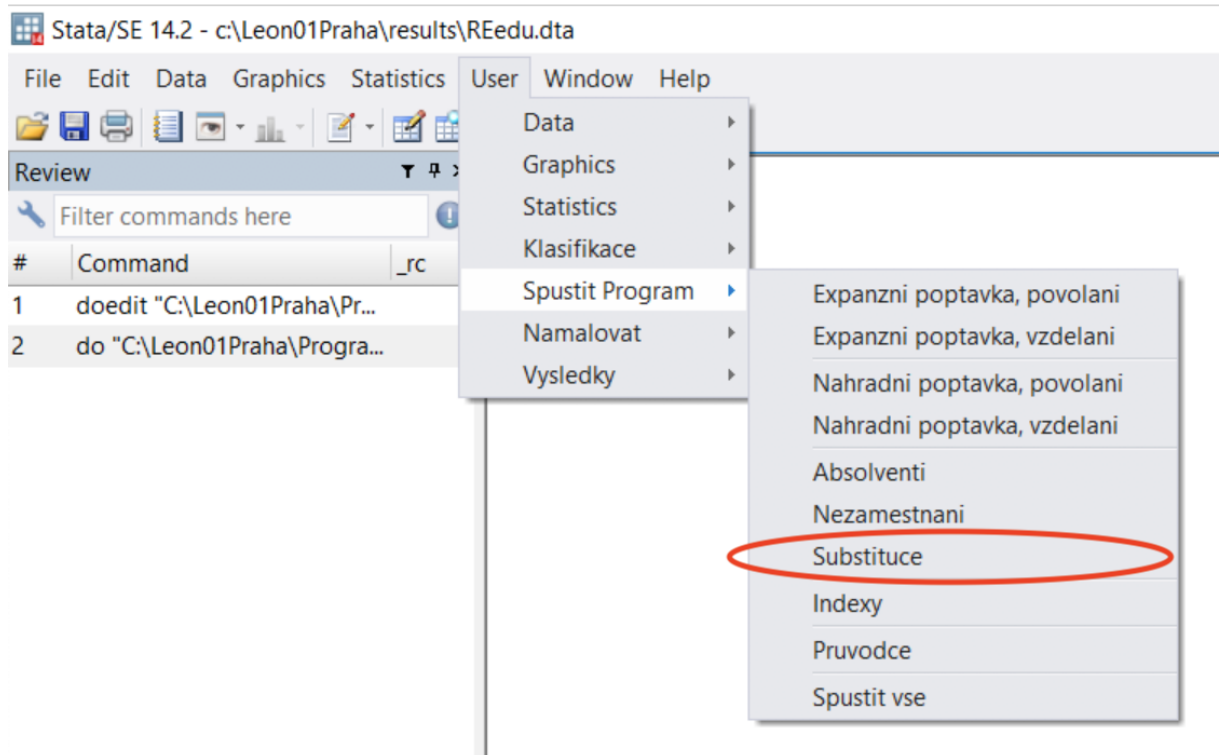 Stata/SE 14.2 - c:\Leon01Praha\results\REedu.dta
File Edit Data Graphics Statistics User Window Help
Review
Filter commands here
# Command _rc
1 doedit "C:\Leon01Praha\Pr...
2 do "C:\Leon01Praha\Progra...
Data
Graphics
Statistics
Klasifikace
Spustit Program
Namalovat
Vysledky
Expanzni poptavka, povolani
Expanzni poptavka, vzdelani
Nahradni poptavka, povolani
Nahradni poptavka, vzdelani
Absolventi
Nezamestnani
Substituce
Indexy
Pruvodce
Spustit vse